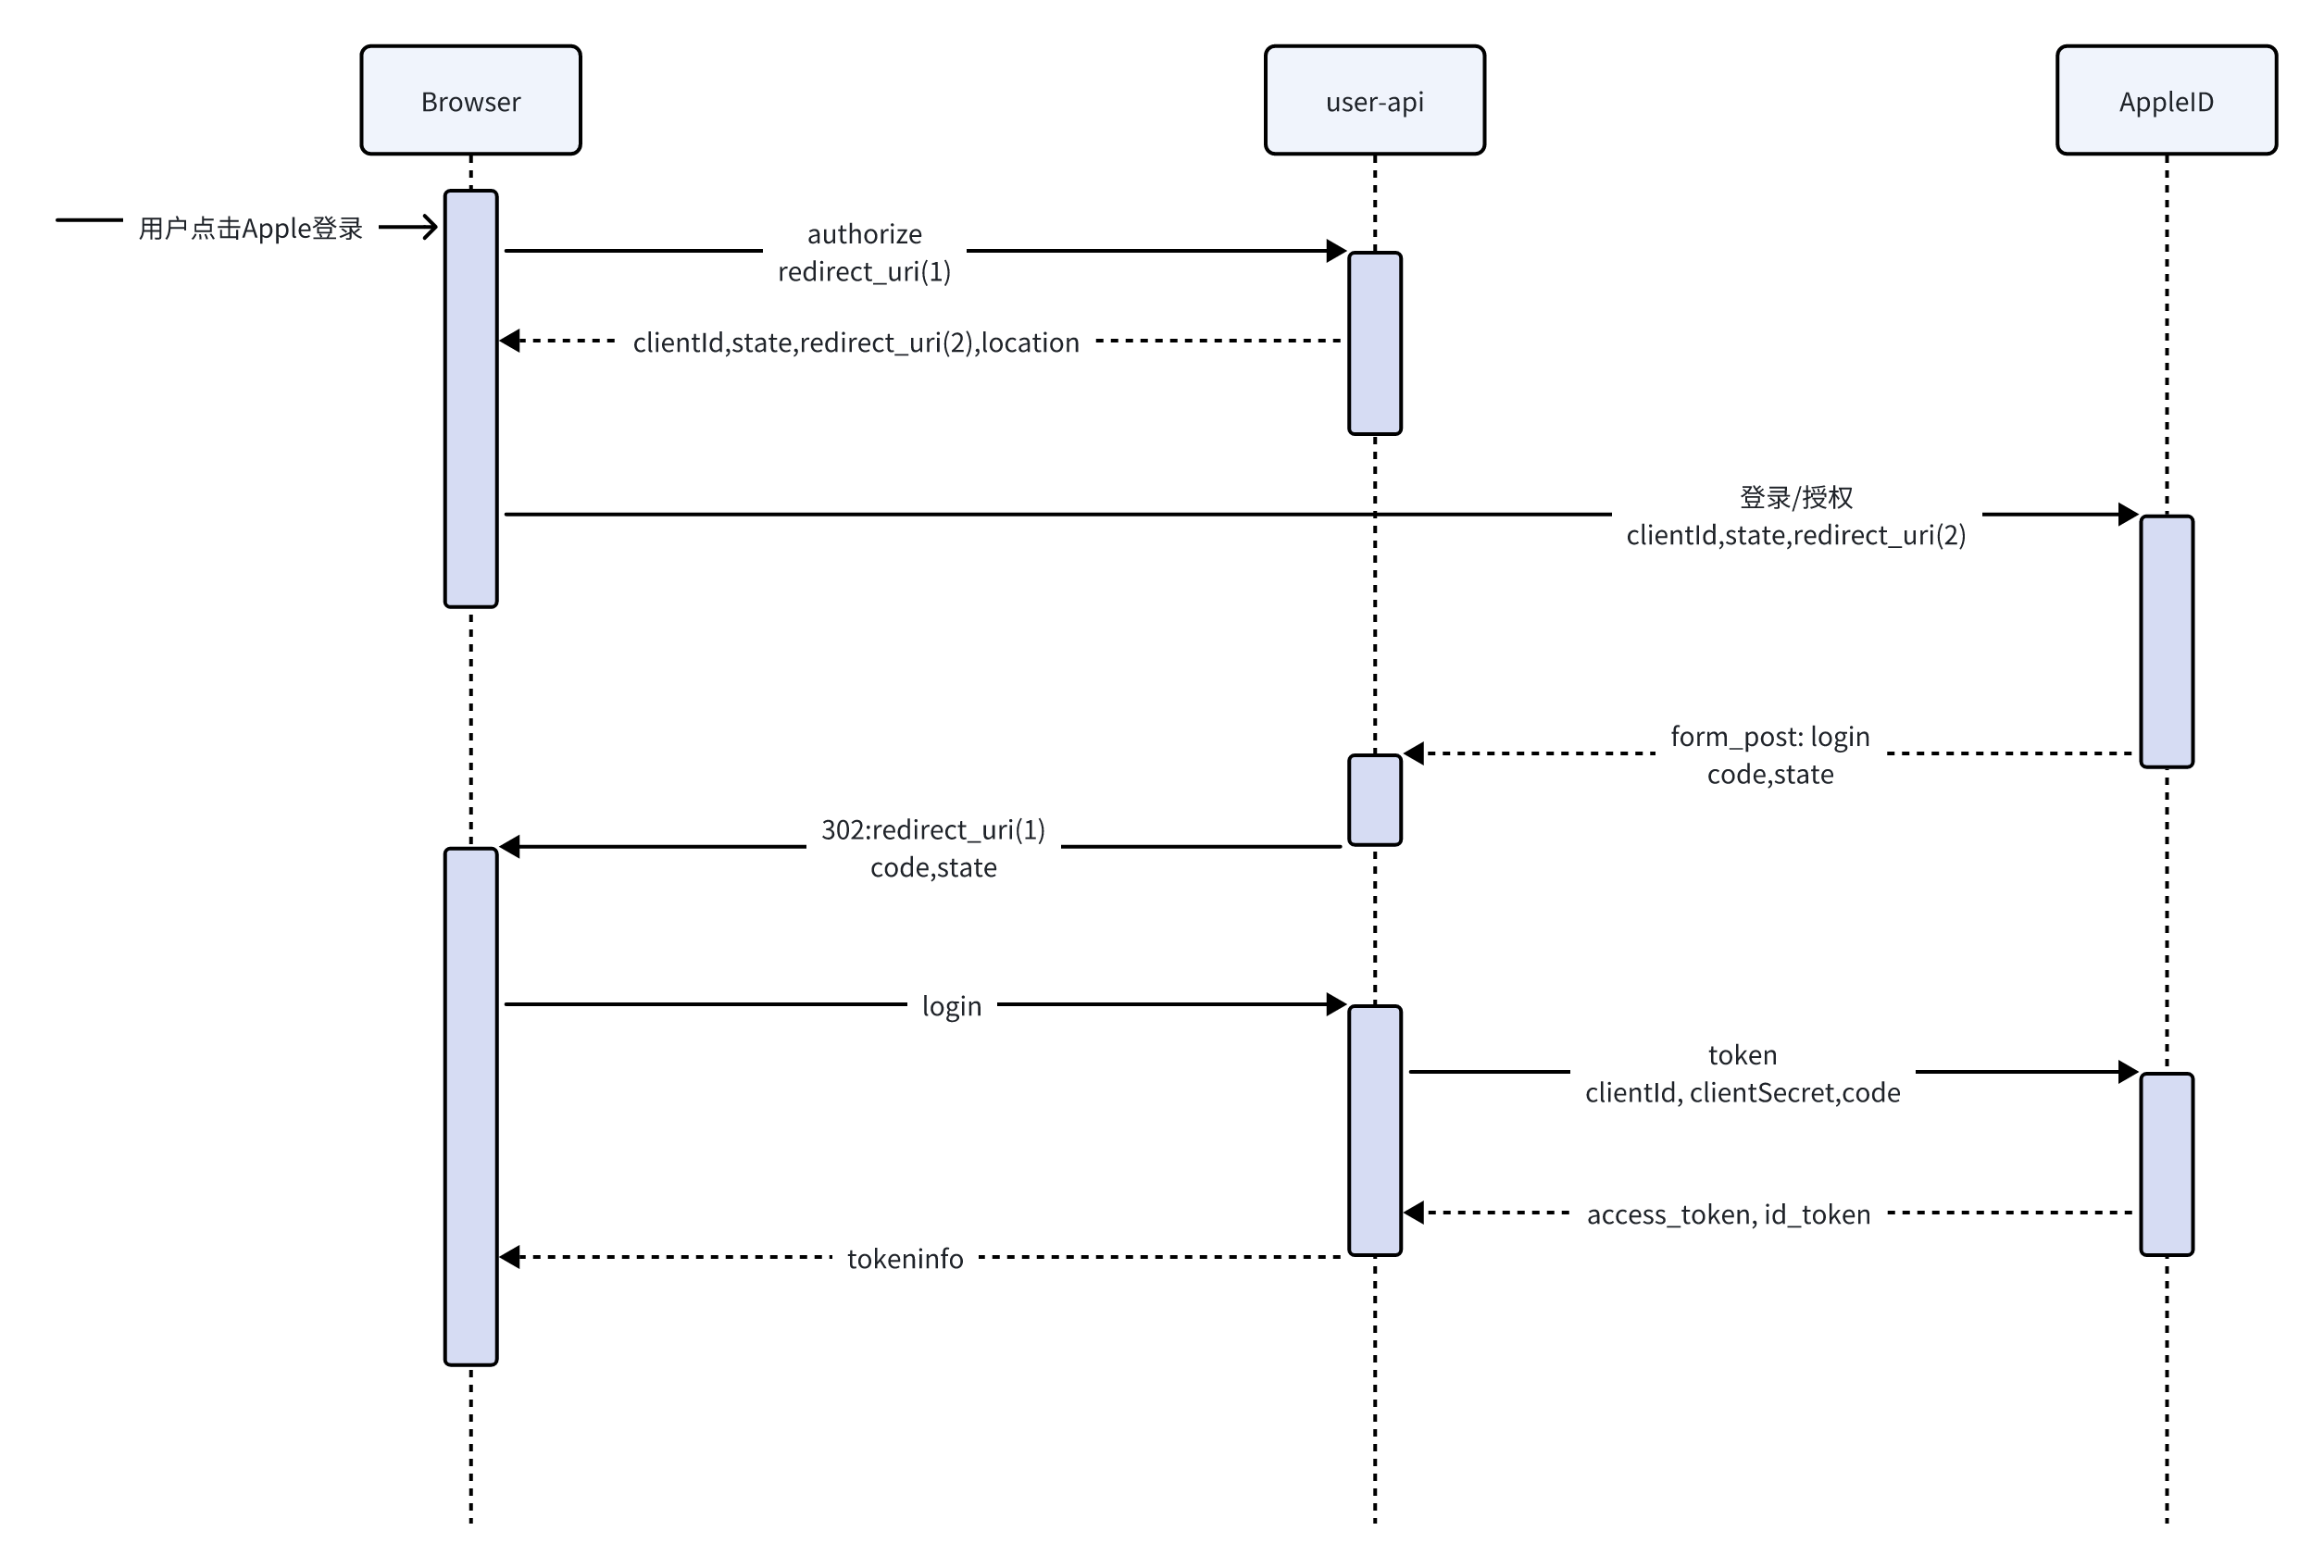 Browser
user-api
AppleID
用户点击Apple登录
authorize
redirect_uri(1)
clientId,state,redirect_uri(2),location
登录/授权
clientId,state,redirect_uri(2)
form_post: login
code,state
302:redirect_uri(1)
code,state
login
token
clientId, clientSecret,code
access_token, id_token
tokeninfo